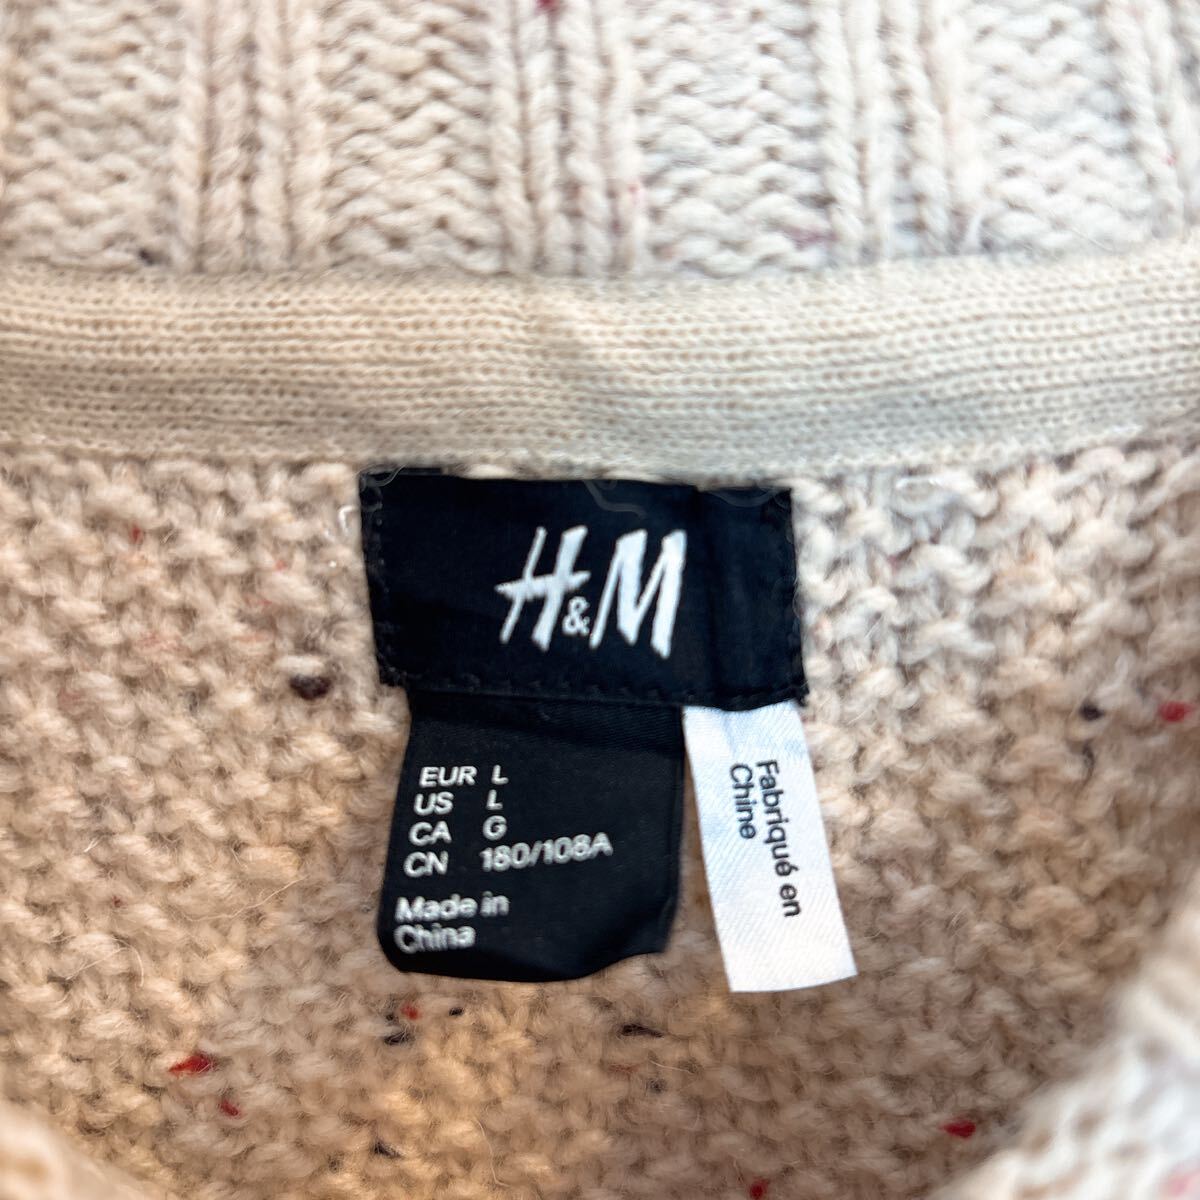 H&M
EUR L
US L
CA G
CN 180/108A
Made in
China
Fabriqué en
Chine